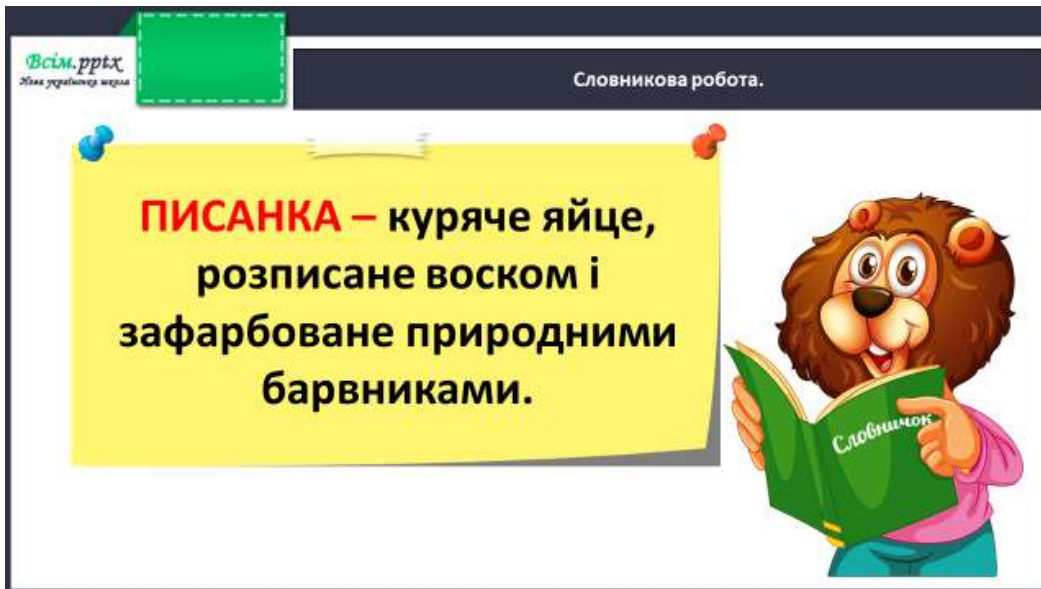 Всім.pptx
Нова українська школа
Словникова робота.
ПИСАНКА – куряче яйце,
розписане воском і
зафарбоване природними
барвниками.
Словничок